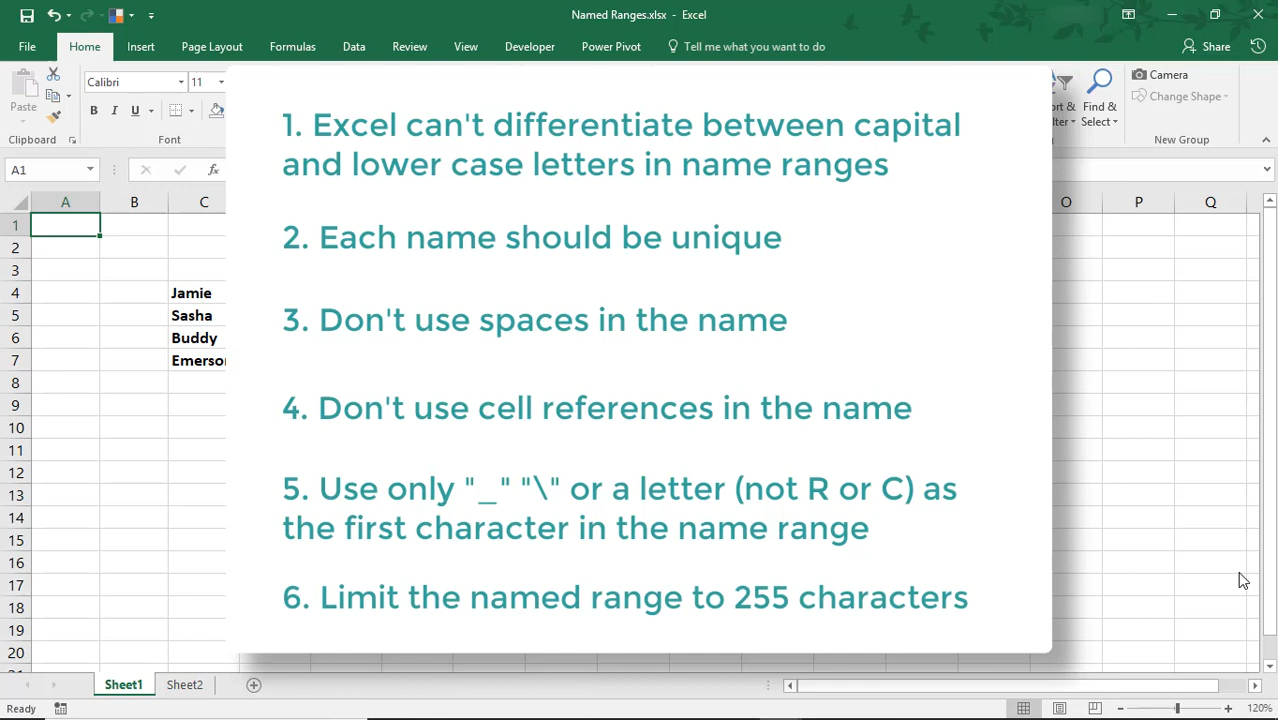 Named Ranges.xlsx - Excel
File Home Insert Page Layout Formulas Data Review View Developer Power Pivot Tell me what you want to do Share
Paste
Clipboard
Calibri 11
B I U
Font
Find &
Select
Camera
Change Shape
New Group
A1 fx
A B C O P Q
1
2
3
4 Jamie
5 Sasha
6 Buddy
7
8
9
10
11
12
13
14
15
16
17
18
19
20
1. Excel can't differentiate between capital
and lower case letters in name ranges
2. Each name should be unique
3. Don't use spaces in the name
4. Don't use cell references in the name
5. Use only "_" "\" or a letter (not R or C) as
the first character in the name range
6. Limit the named range to 255 characters
Sheet1 Sheet2
Ready 120%